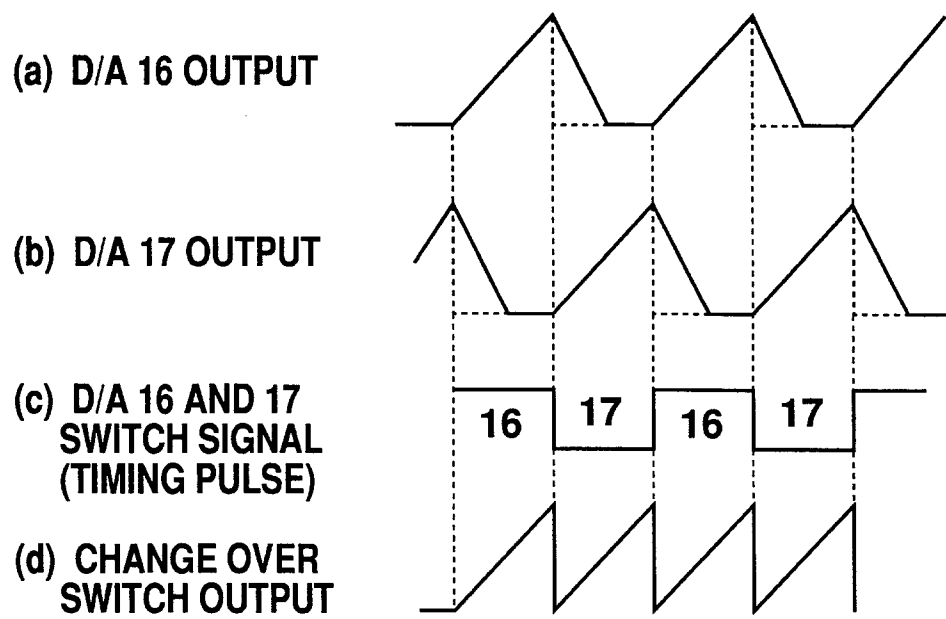 (a) D/A 16 OUTPUT
(b) D/A 17 OUTPUT
(c) D/A 16 AND 17
SWITCH SIGNAL
(TIMING PULSE)
16 17 16 17
(d) CHANGE OVER
SWITCH OUTPUT